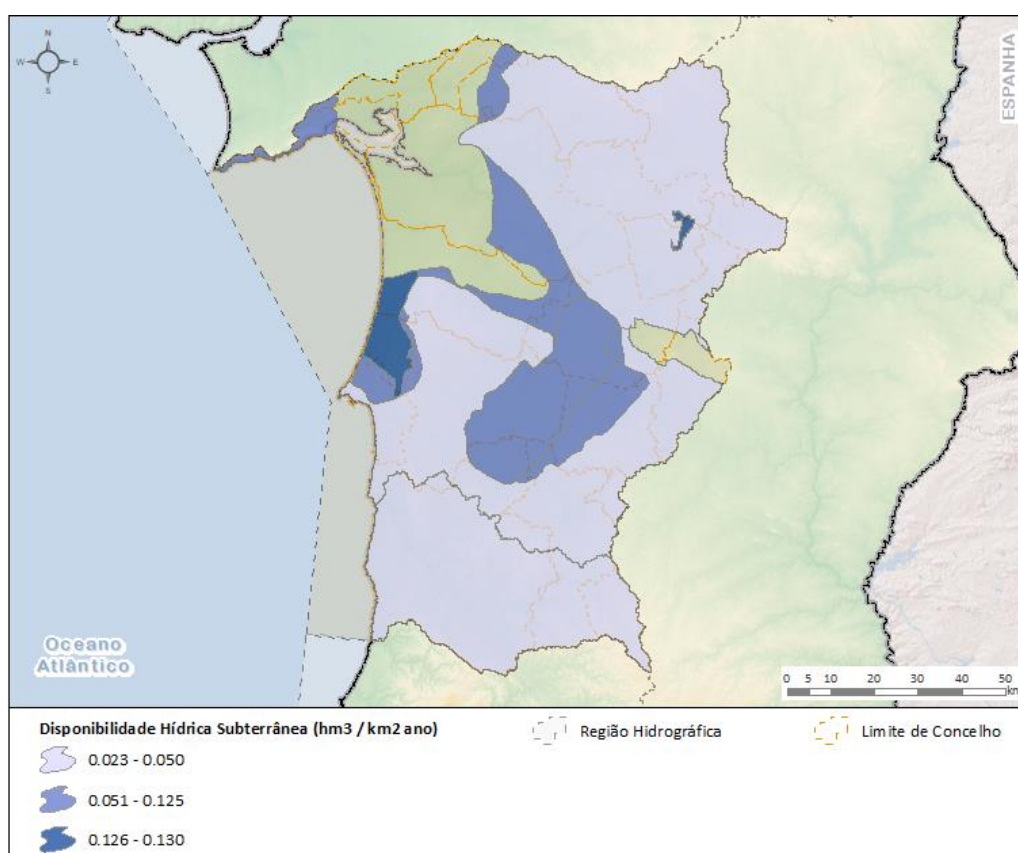 N
W E
S
ESPANHA
Oceano
Atlântico
0 5 10 20 30 40 50
km
Disponibilidade Hídrica Subterrânea (hm3 / km2 ano)
Região Hidrográfica
Limite de Concelho
0.023 - 0.050
0.051 - 0.125
0.126 - 0.130